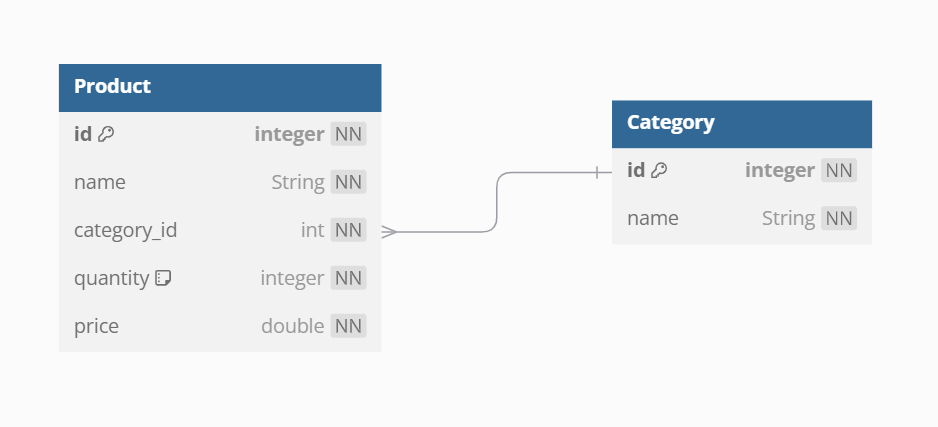 Product
id integer NN
name String NN
category_id int NN
quantity integer NN
price double NN
Category
id integer NN
name String NN